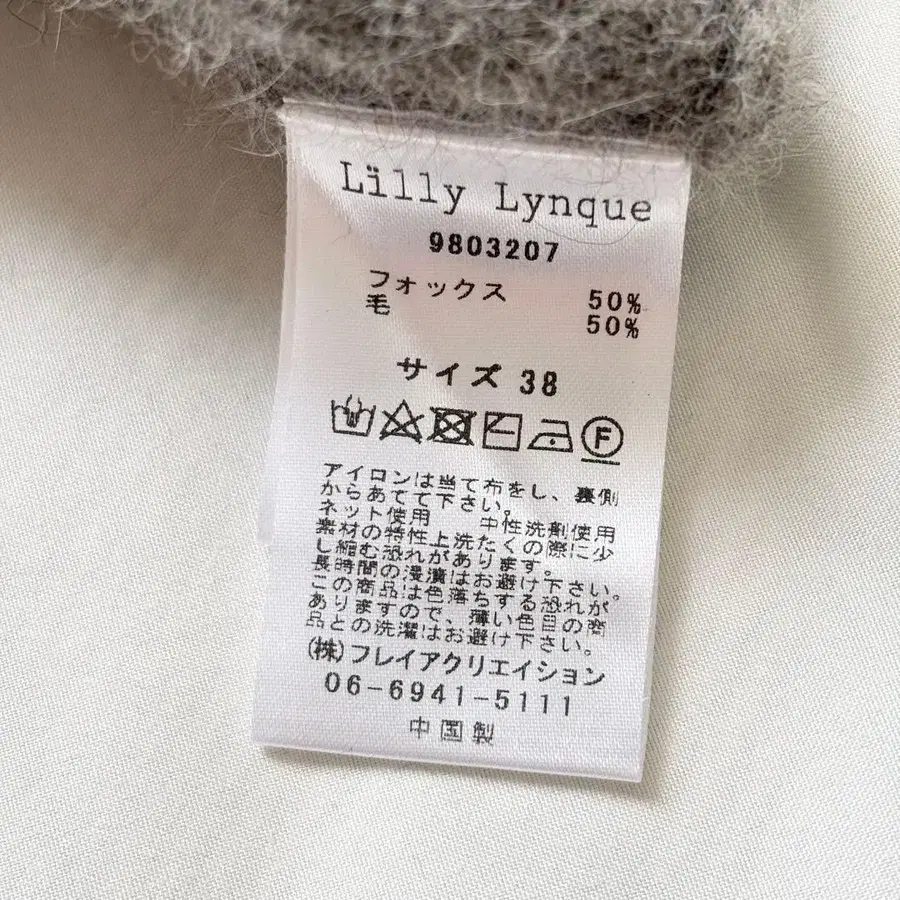 Lïlly Lynque
9803207
フォックス 50%
毛 50%
サイズ 38
F
アイロンは当て布をし、裏側
からあてて下さい。
ネット使用 中性洗剤使用
素材の特性上洗たくの際に少
し縮む恐れがあります。
長時間の浸漬はお避け下さい。
この商品は色落ちする恐れが
ありますので、薄い色目の商
品との洗濯はお避け下さい。
(株)フレイアクリエイション
06-6941-5111
中国製